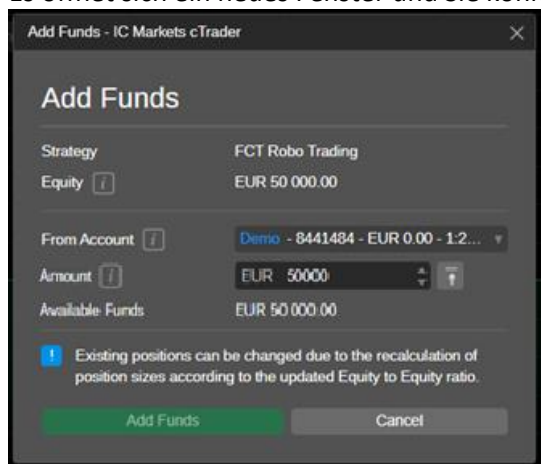 Add Funds - IC Markets cTrader
Add Funds
Strategy FCT Robo Trading
Equity EUR 50 000.00
From Account Demo - 8441484 - EUR 0.00 - 1:2...
Amount EUR 50000
Available Funds EUR 50 000.00
! Existing positions can be changed due to the recalculation of
position sizes according to the updated Equity to Equity ratio.
Add Funds Cancel